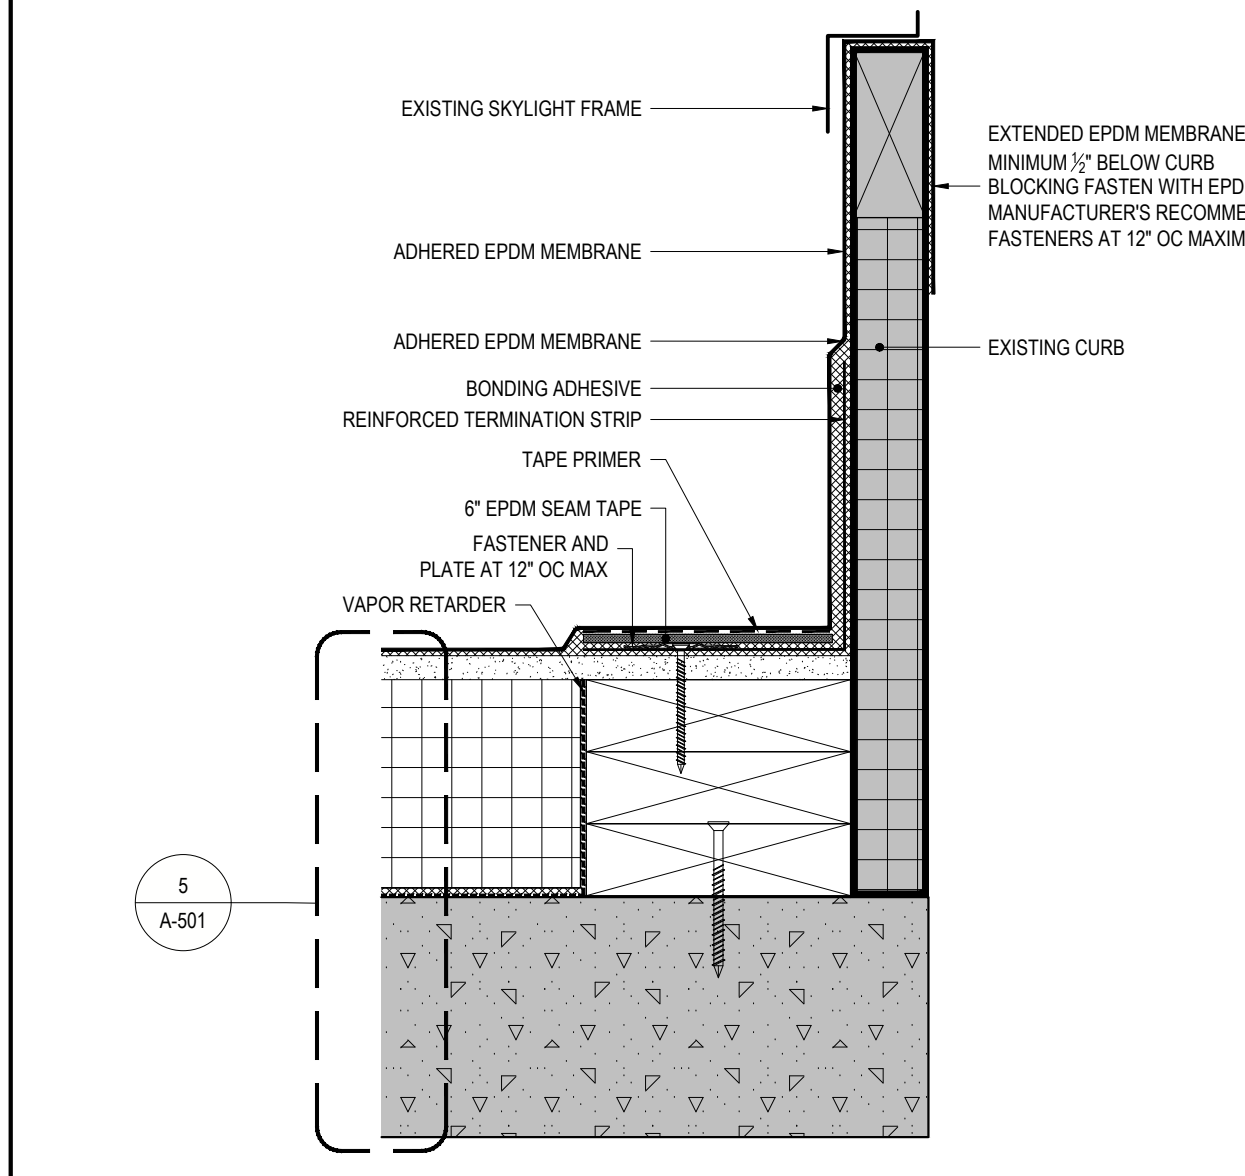 EXISTING SKYLIGHT FRAME
EXTENDED EPDM MEMBRANE
MINIMUM ½" BELOW CURB
BLOCKING FASTEN WITH EPD
MANUFACTURER'S RECOMME
FASTENERS AT 12" OC MAXIM
ADHERED EPDM MEMBRANE
ADHERED EPDM MEMBRANE
EXISTING CURB
BONDING ADHESIVE
REINFORCED TERMINATION STRIP
TAPE PRIMER
6" EPDM SEAM TAPE
FASTENER AND
PLATE AT 12" OC MAX
VAPOR RETARDER
5
A-501